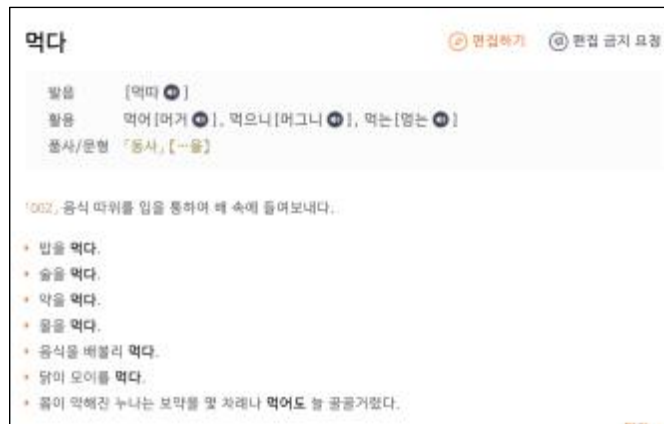 먹다
편집하기 편집 금지 요청
발음 [먹따]
활용 먹어[머거], 먹으니[머그니], 먹는[멍는]
품사/문형 「동사」, 【…을】
「002」 음식 따위를 입을 통하여 배 속에 들여보내다.
밥을 먹다.
술을 먹다.
약을 먹다.
물을 먹다.
음식을 배불리 먹다.
닭이 모이를 먹다.
몸이 약해진 누나는 보약을 몇 차례나 먹어도 늘 골골거렸다.